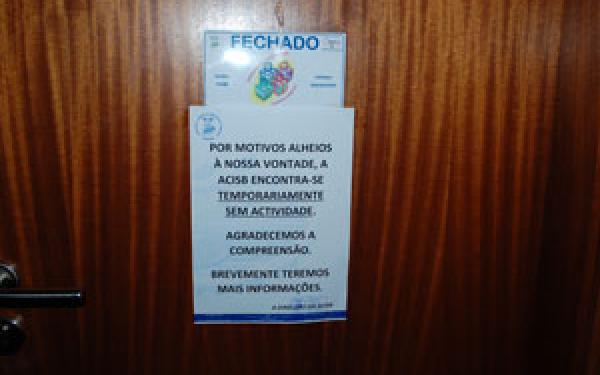 FECHADO
POR MOTIVOS ALHEIOS
À NOSSA VONTADE, A
ACISB ENCONTRA-SE
TEMPORARIAMENTE
SEM ACTIVIDADE.
AGRADECEMOS A
COMPREENSÃO.
BREVEMENTE TEREMOS
MAIS INFORMAÇÕES.